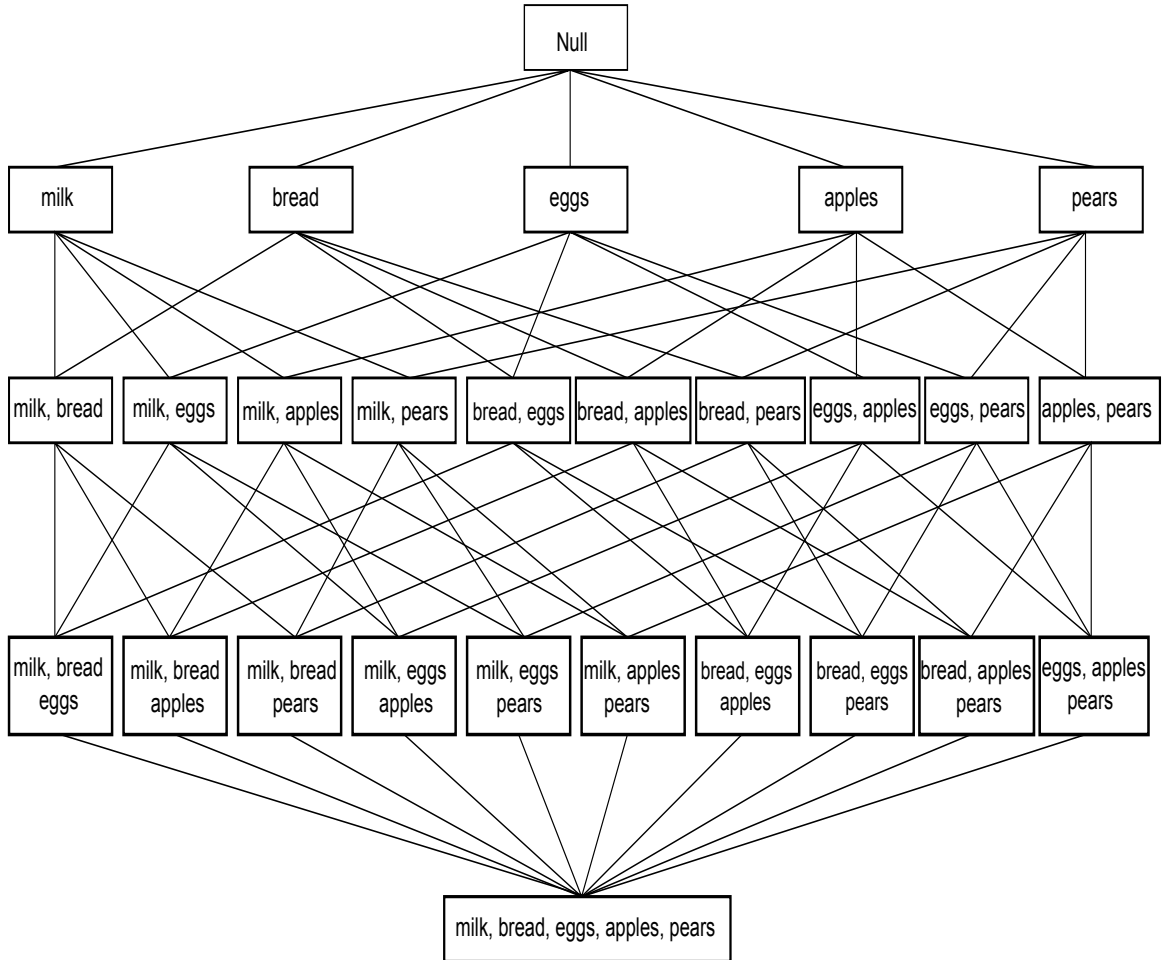 Null
milk
bread
eggs
apples
pears
milk, bread
milk, eggs
milk, apples
milk, pears
bread, eggs
bread, apples
bread, pears
eggs, apples
eggs, pears
apples, pears
milk, bread
eggs
milk, bread
apples
milk, bread
pears
milk, eggs
apples
milk, eggs
pears
milk, apples
pears
bread, eggs
apples
bread, eggs
pears
bread, apples
pears
eggs, apples
pears
milk, bread, eggs, apples, pears